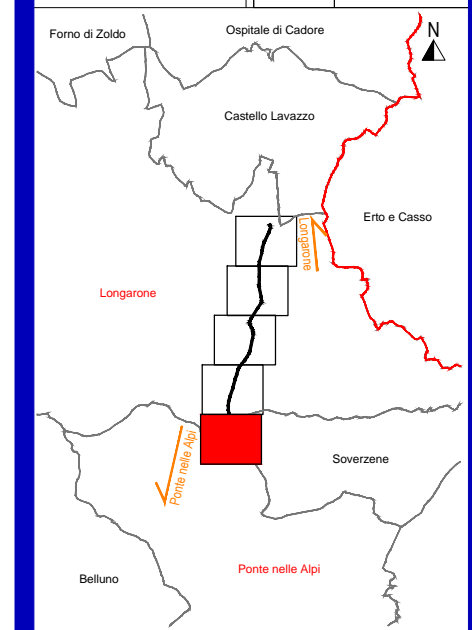 Forno di Zoldo
Ospitale di Cadore
N
Castello Lavazzo
Erto e Casso
Longarone
Longarone
Ponte nelle Alpi
Soverzene
Belluno
Ponte nelle Alpi